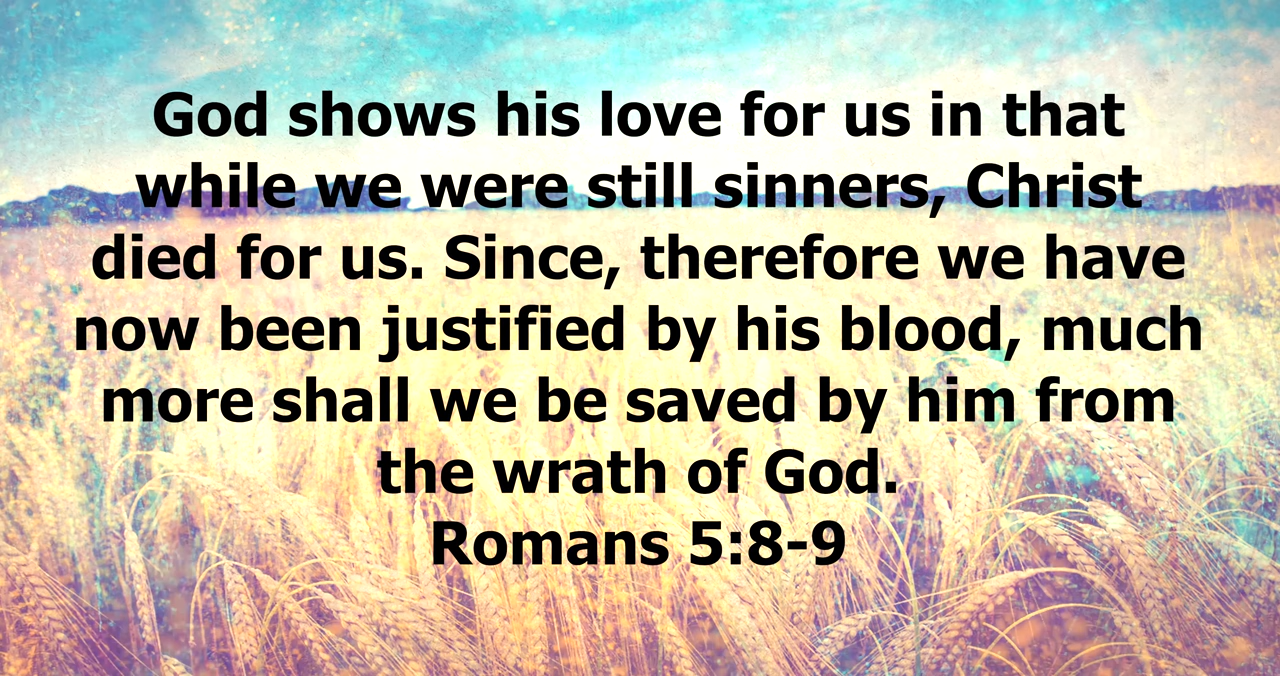 God shows his love for us in that
while we were still sinners, Christ
died for us. Since, therefore we have
now been justified by his blood, much
more shall we be saved by him from
the wrath of God.
Romans 5:8-9